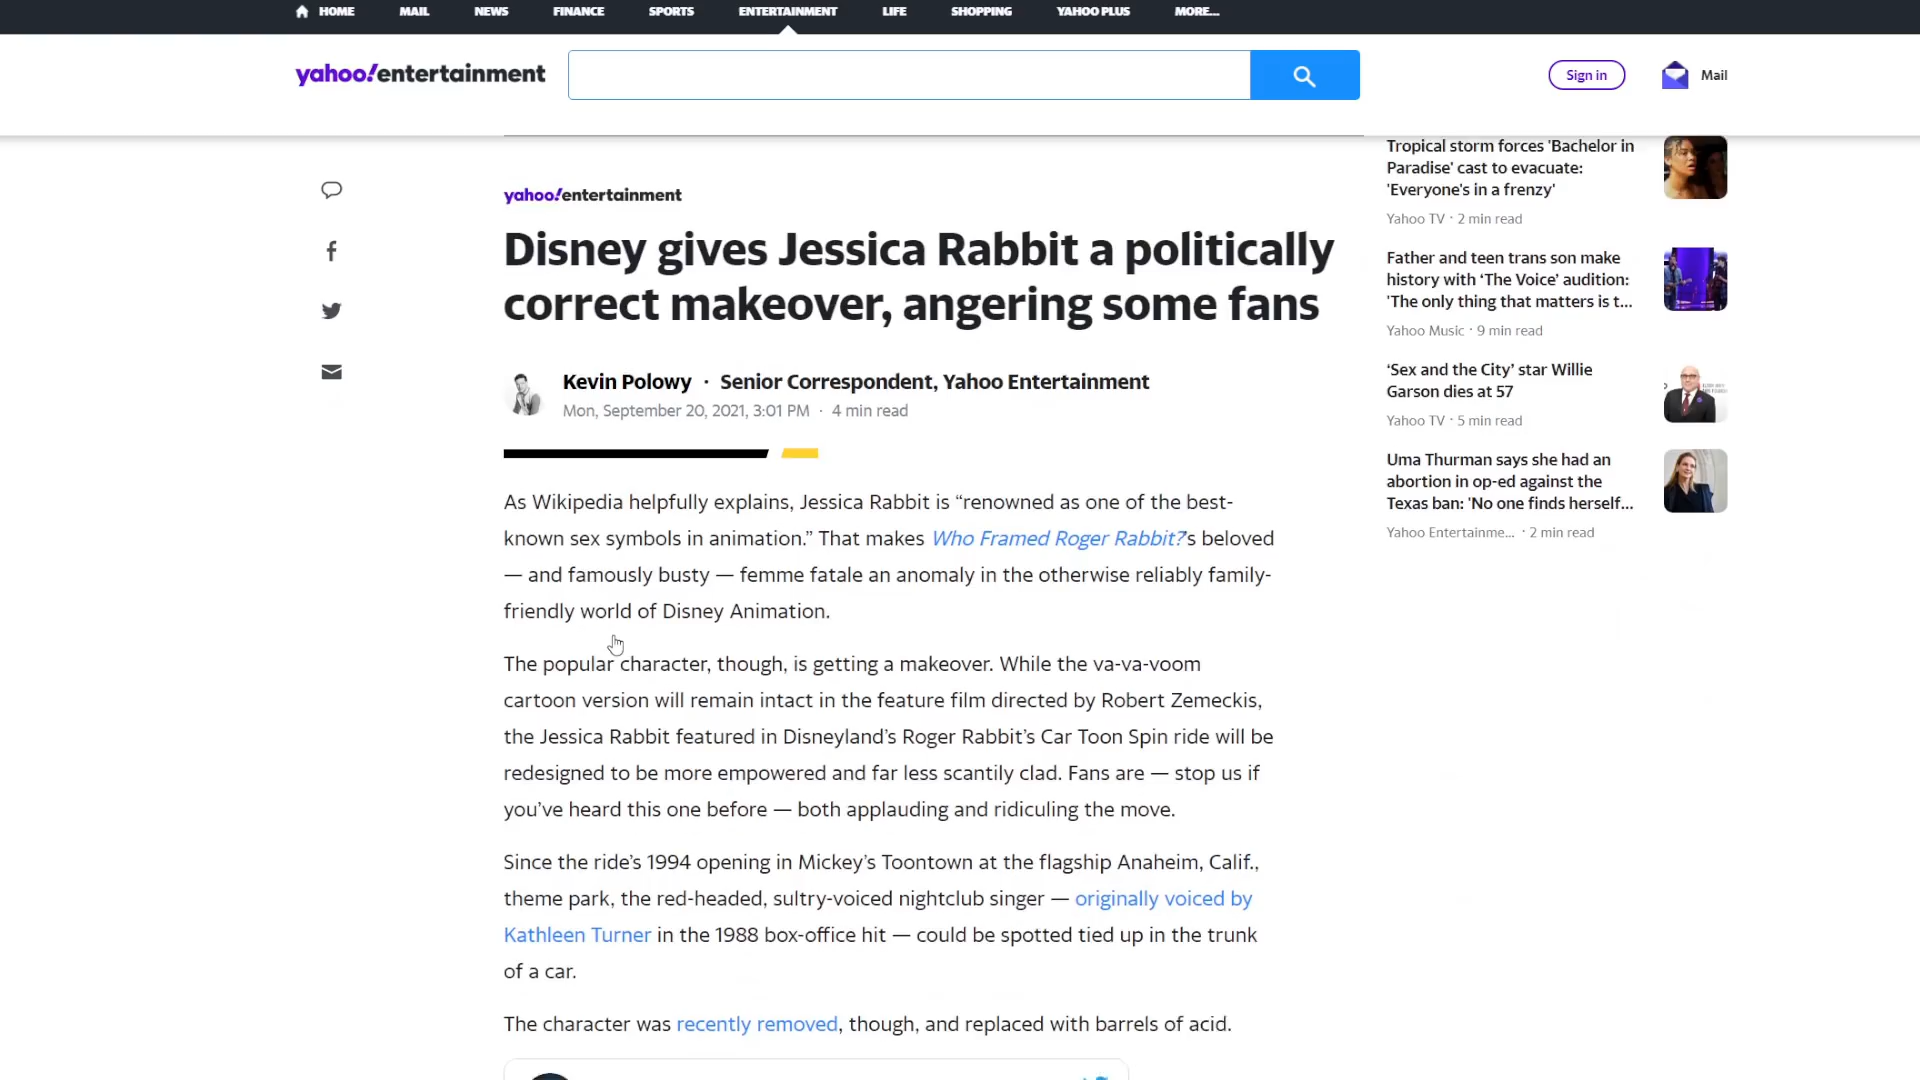 HOME MAIL NEWS FINANCE SPORTS ENTERTAINMENT LIFE SHOPPING YAHOO PLUS MORE...
yahoo!entertainment
Sign in
Mail
yahoo!entertainment
Disney gives Jessica Rabbit a politically
correct makeover, angering some fans
Kevin Polowy · Senior Correspondent, Yahoo Entertainment
Mon, September 20, 2021, 3:01 PM · 4 min read
As Wikipedia helpfully explains, Jessica Rabbit is “renowned as one of the best-
known sex symbols in animation.” That makes Who Framed Roger Rabbit?'s beloved
— and famously busty — femme fatale an anomaly in the otherwise reliably family-
friendly world of Disney Animation.
The popular character, though, is getting a makeover. While the va-va-voom
cartoon version will remain intact in the feature film directed by Robert Zemeckis,
the Jessica Rabbit featured in Disneyland’s Roger Rabbit’s Car Toon Spin ride will be
redesigned to be more empowered and far less scantily clad. Fans are — stop us if
you’ve heard this one before — both applauding and ridiculing the move.
Since the ride’s 1994 opening in Mickey’s Toontown at the flagship Anaheim, Calif.,
theme park, the red-headed, sultry-voiced nightclub singer — originally voiced by
Kathleen Turner in the 1988 box-office hit — could be spotted tied up in the trunk
of a car.
The character was recently removed, though, and replaced with barrels of acid.
Tropical storm forces 'Bachelor in
Paradise' cast to evacuate:
'Everyone's in a frenzy'
Yahoo TV · 2 min read
Father and teen trans son make
history with ‘The Voice’ audition:
'The only thing that matters is t...
Yahoo Music · 9 min read
‘Sex and the City’ star Willie
Garson dies at 57
Yahoo TV · 5 min read
Uma Thurman says she had an
abortion in op-ed against the
Texas ban: 'No one finds herself...
Yahoo Entertainme... · 2 min read